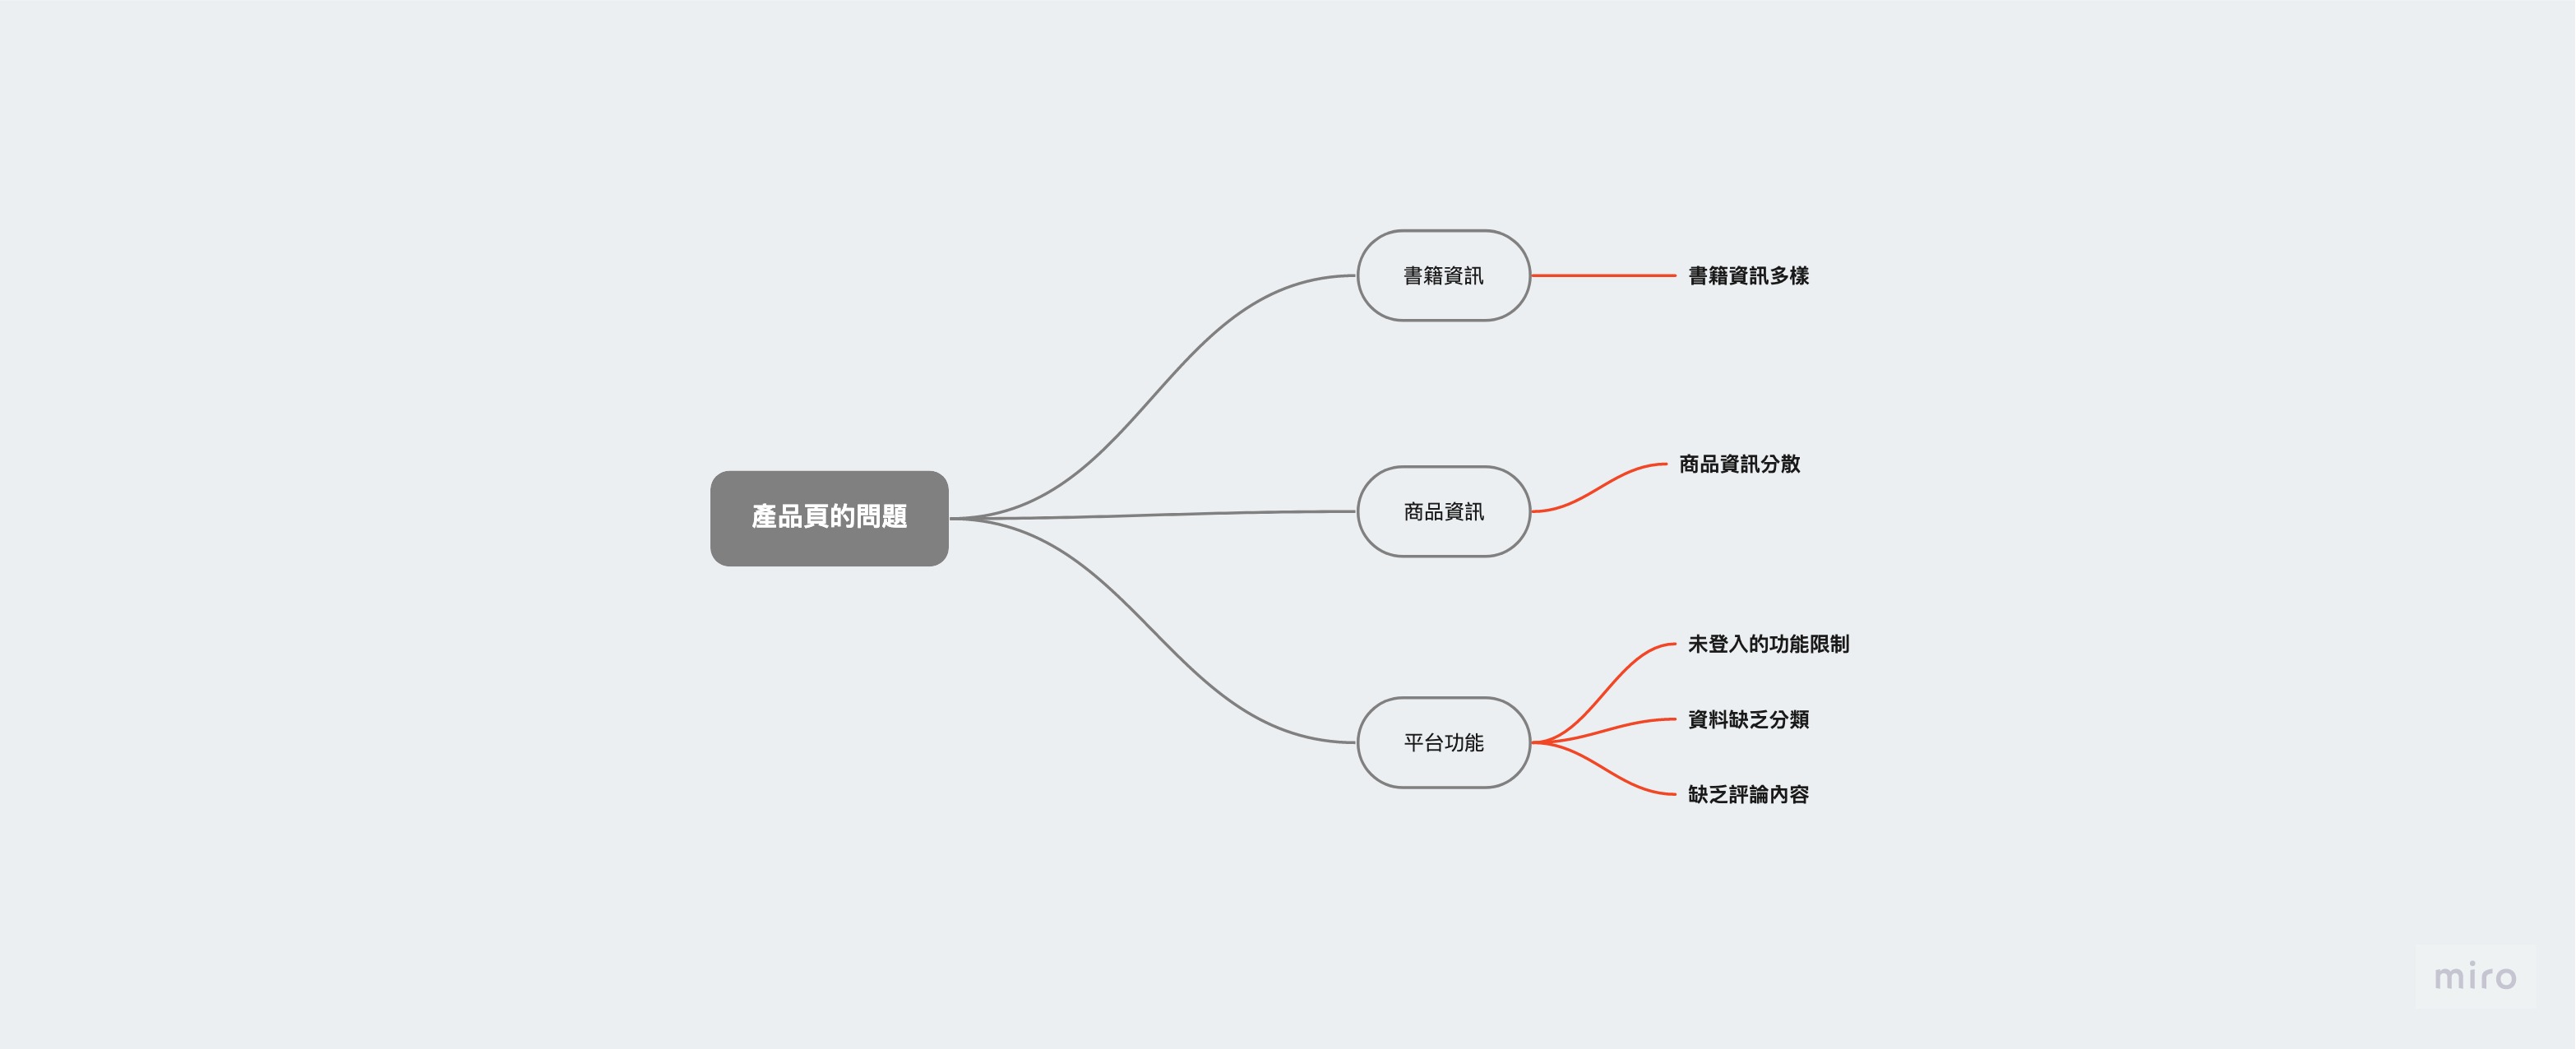 產品頁的問題
書籍資訊
書籍資訊多樣
商品資訊
商品資訊分散
平台功能
未登入的功能限制
資料缺乏分類
缺乏評論內容
miro